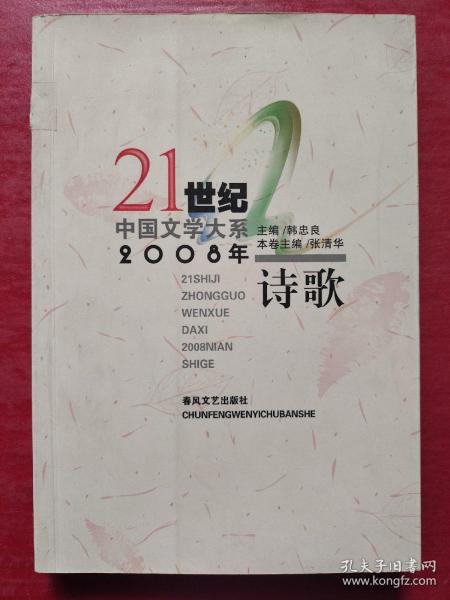 21世纪
中国文学大系
2008年
主编/韩忠良
本卷主编/张清华
诗歌
21SHIJI
ZHONGGUO
WENXUE
DAXI
2008NIAN
SHIGE
春风文艺出版社
CHUNFENGWENYICHUBANSHE
孔夫子旧书网
www.kongfz.com